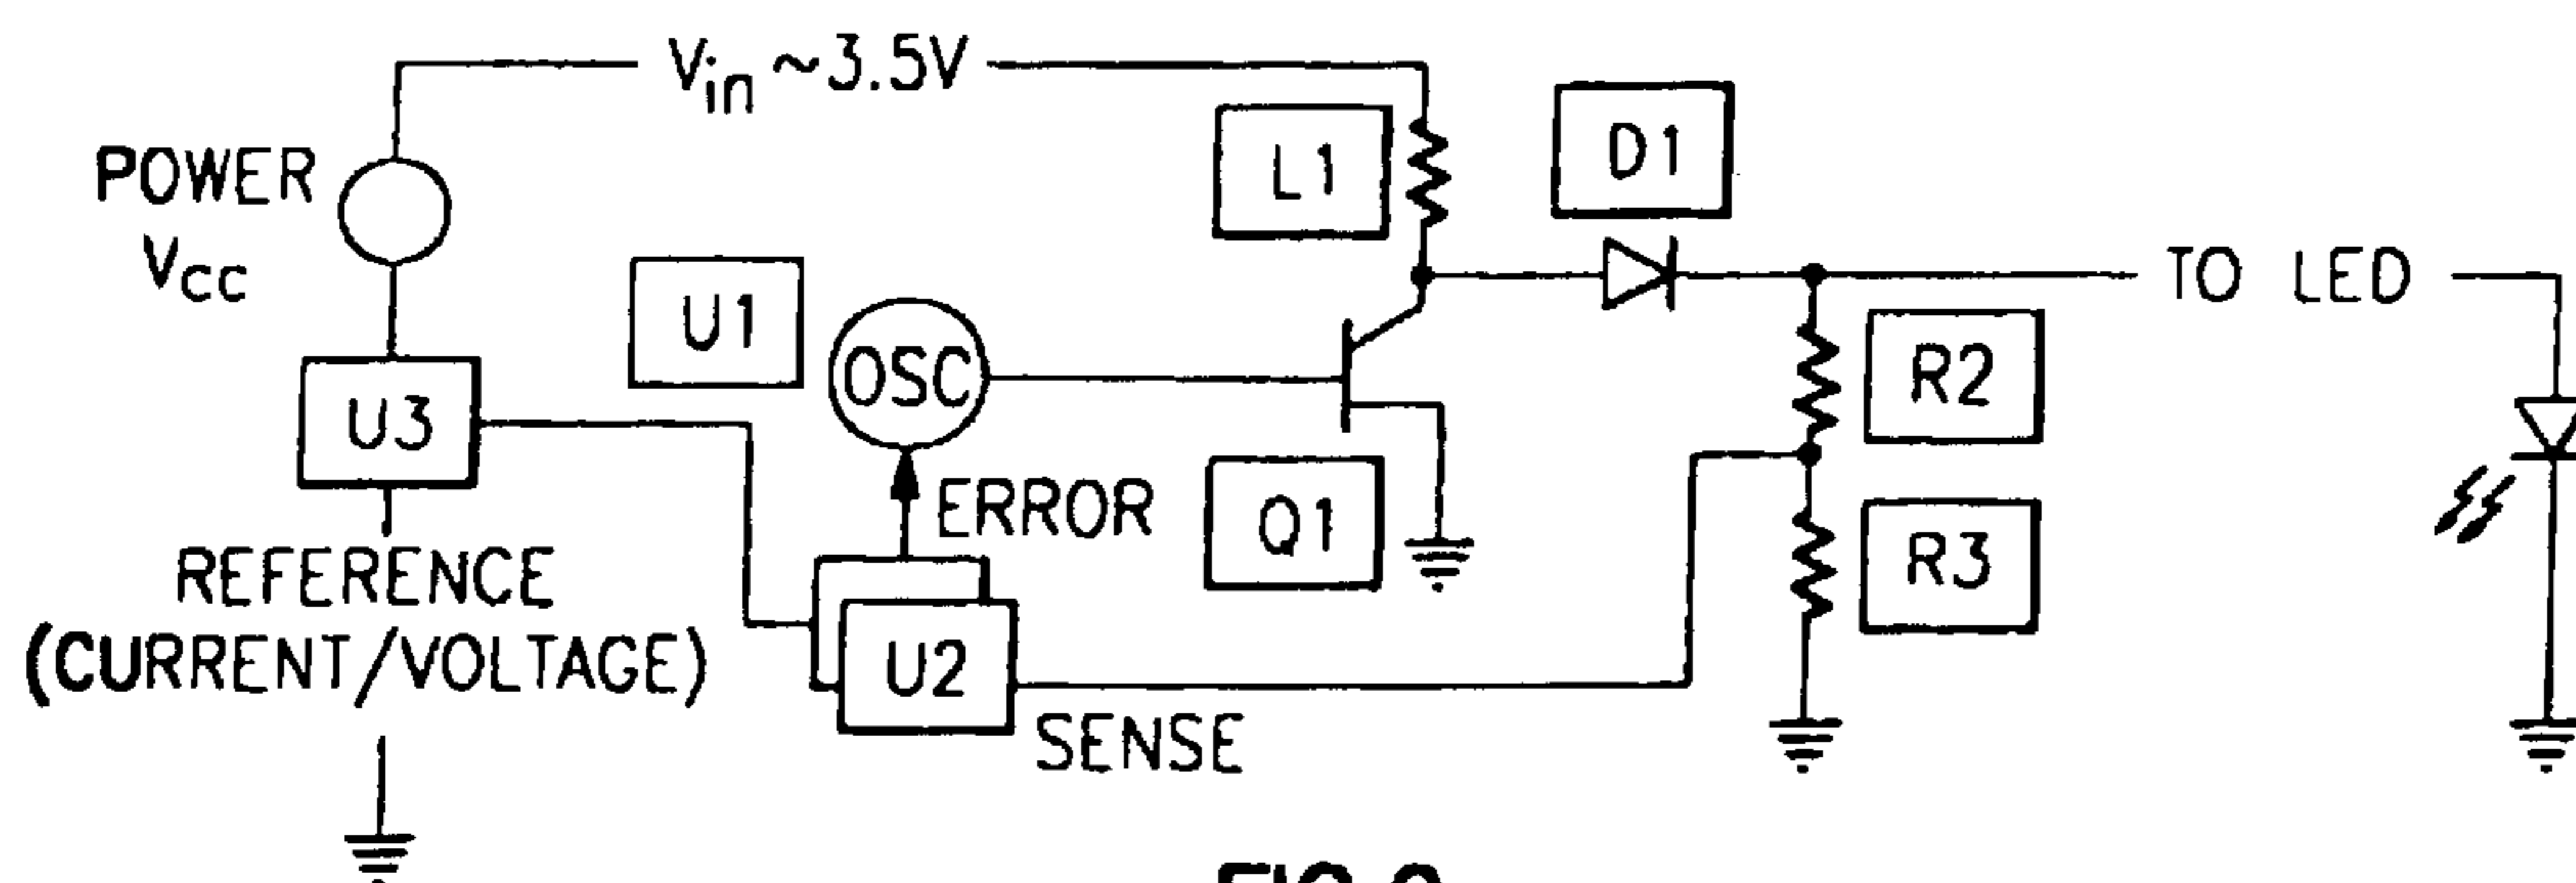 Vin ~3.5V
POWER
Vcc
L1
D1
TO LED
U1
OSC
R2
U3
ERROR
Q1
R3
REFERENCE
(CURRENT/VOLTAGE)
U2
SENSE